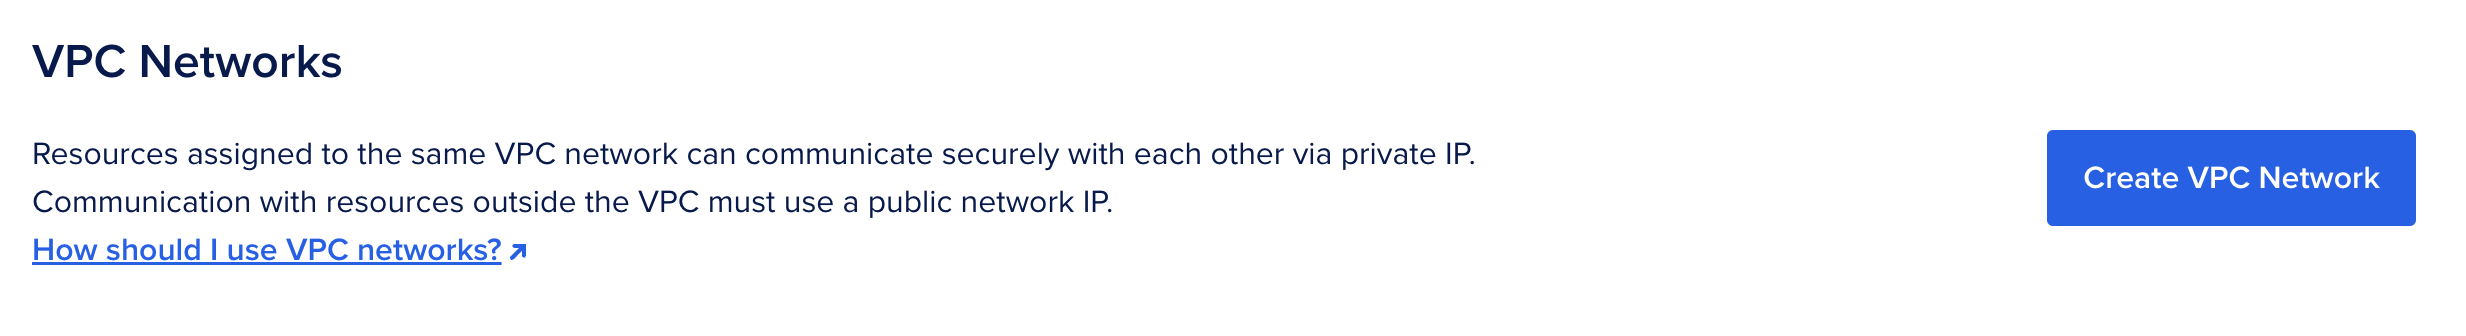 VPC Networks
Resources assigned to the same VPC network can communicate securely with each other via private IP.
Communication with resources outside the VPC must use a public network IP.
How should I use VPC networks?
Create VPC Network